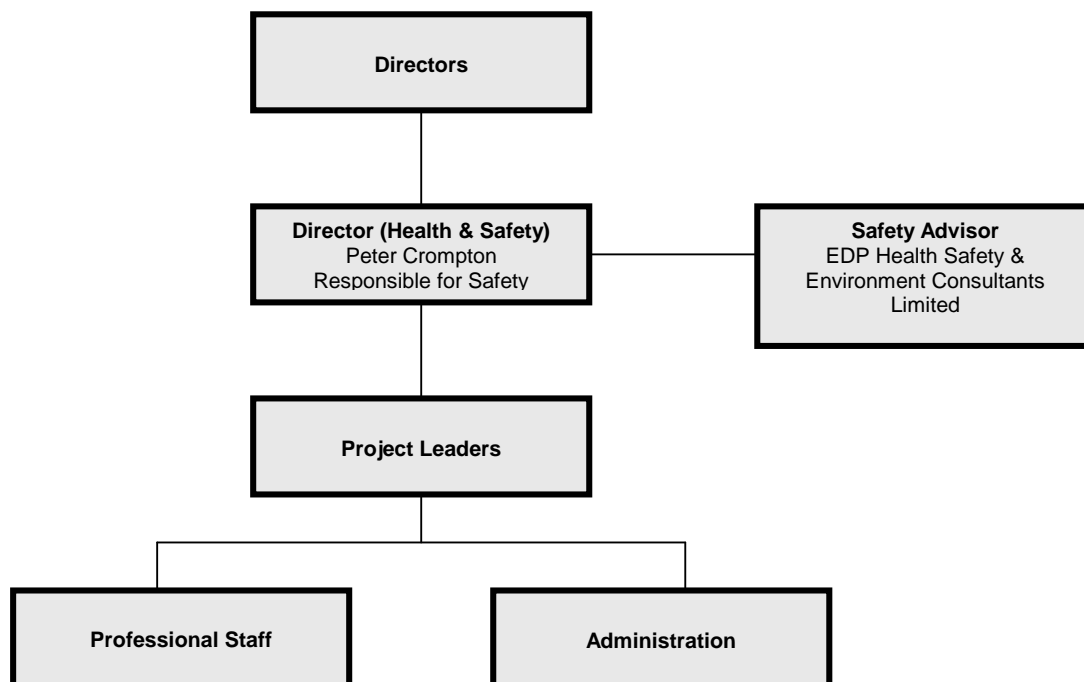 Directors
Director (Health & Safety)
Peter Crompton
Responsible for Safety
Safety Advisor
EDP Health Safety &
Environment Consultants
Limited
Project Leaders
Professional Staff
Administration